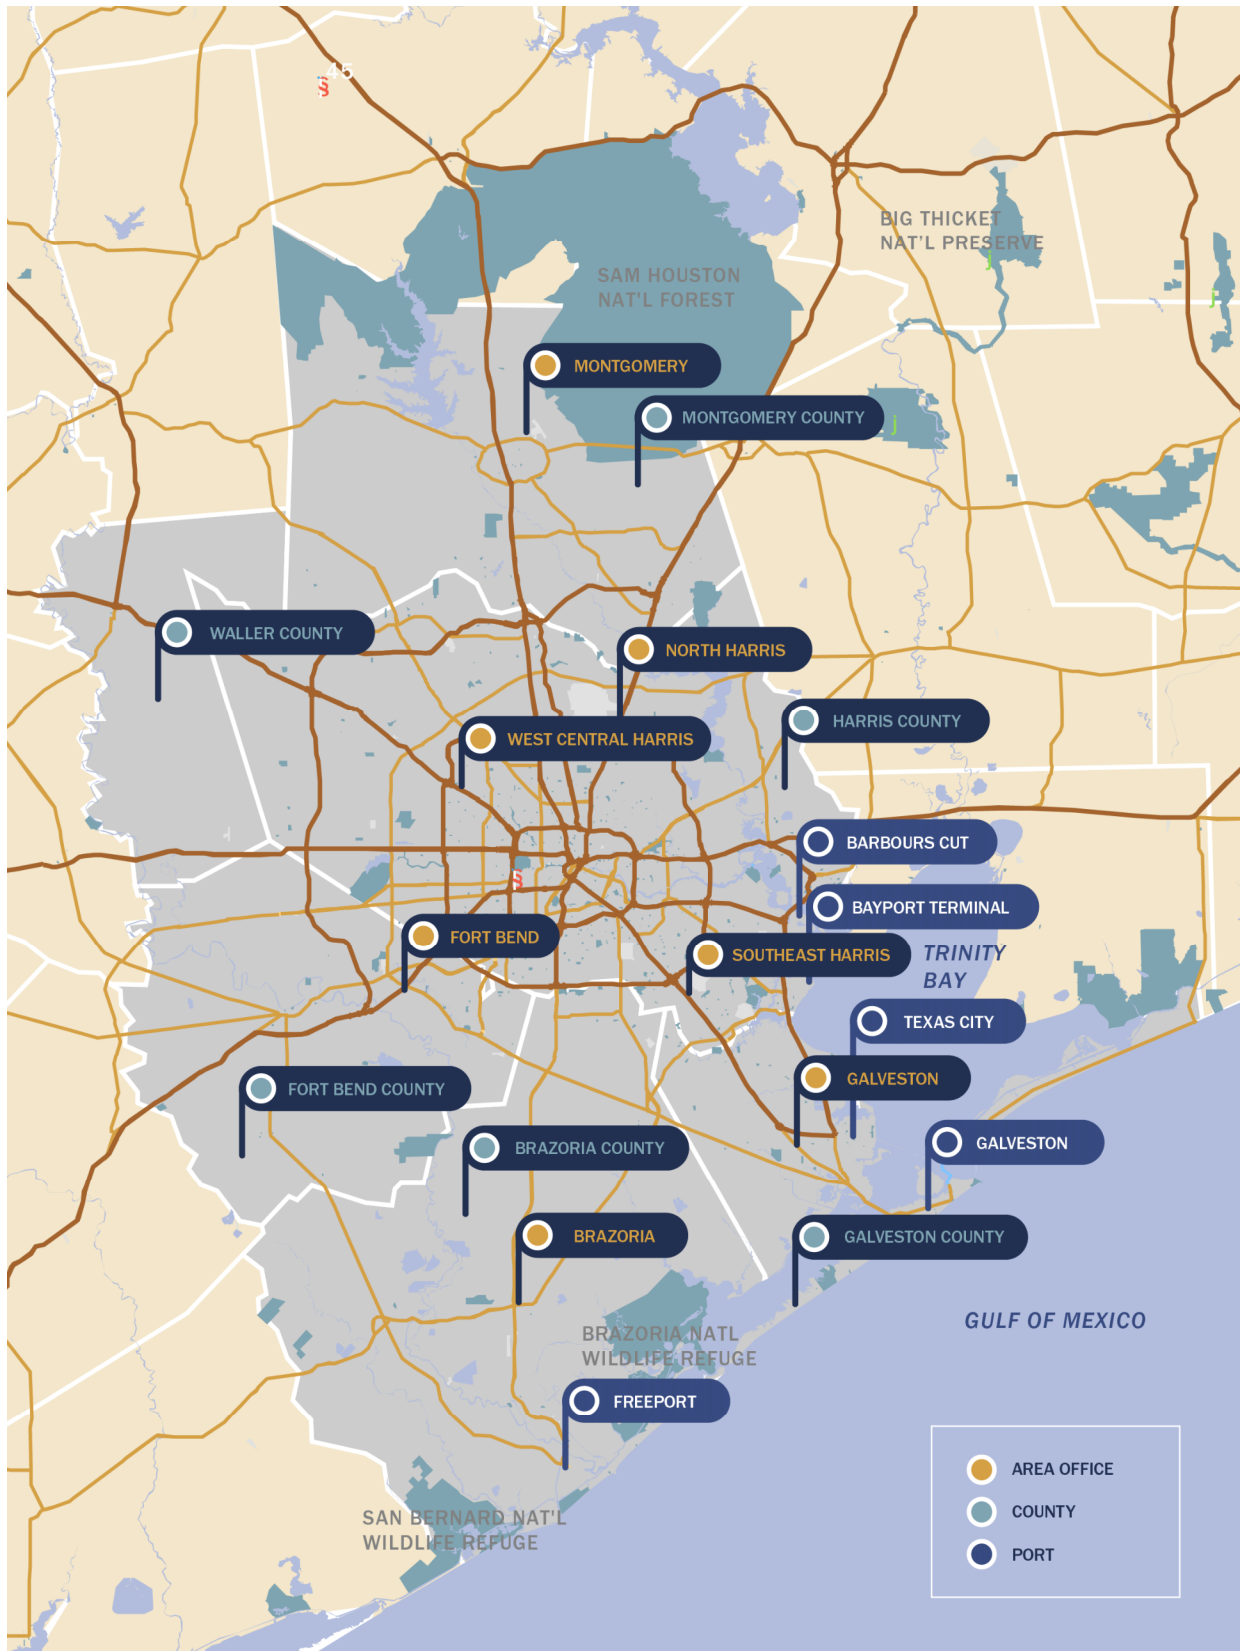 45
BIG THICKET
NAT'L PRESERVE
j
SAM HOUSTON
NAT'L FOREST
j
MONTGOMERY
MONTGOMERY COUNTY
j
WALLER COUNTY
NORTH HARRIS
HARRIS COUNTY
WEST CENTRAL HARRIS
BARBOURS CUT
§
BAYPORT TERMINAL
FORT BEND
SOUTHEAST HARRIS
TRINITY
BAY
TEXAS CITY
GALVESTON
FORT BEND COUNTY
GALVESTON
BRAZORIA COUNTY
BRAZORIA
GALVESTON COUNTY
GULF OF MEXICO
BRAZORIA NATL
WILDLIFE REFUGE
FREEPORT
AREA OFFICE
COUNTY
PORT
SAN BERNARD NAT'L
WILDLIFE REFUGE